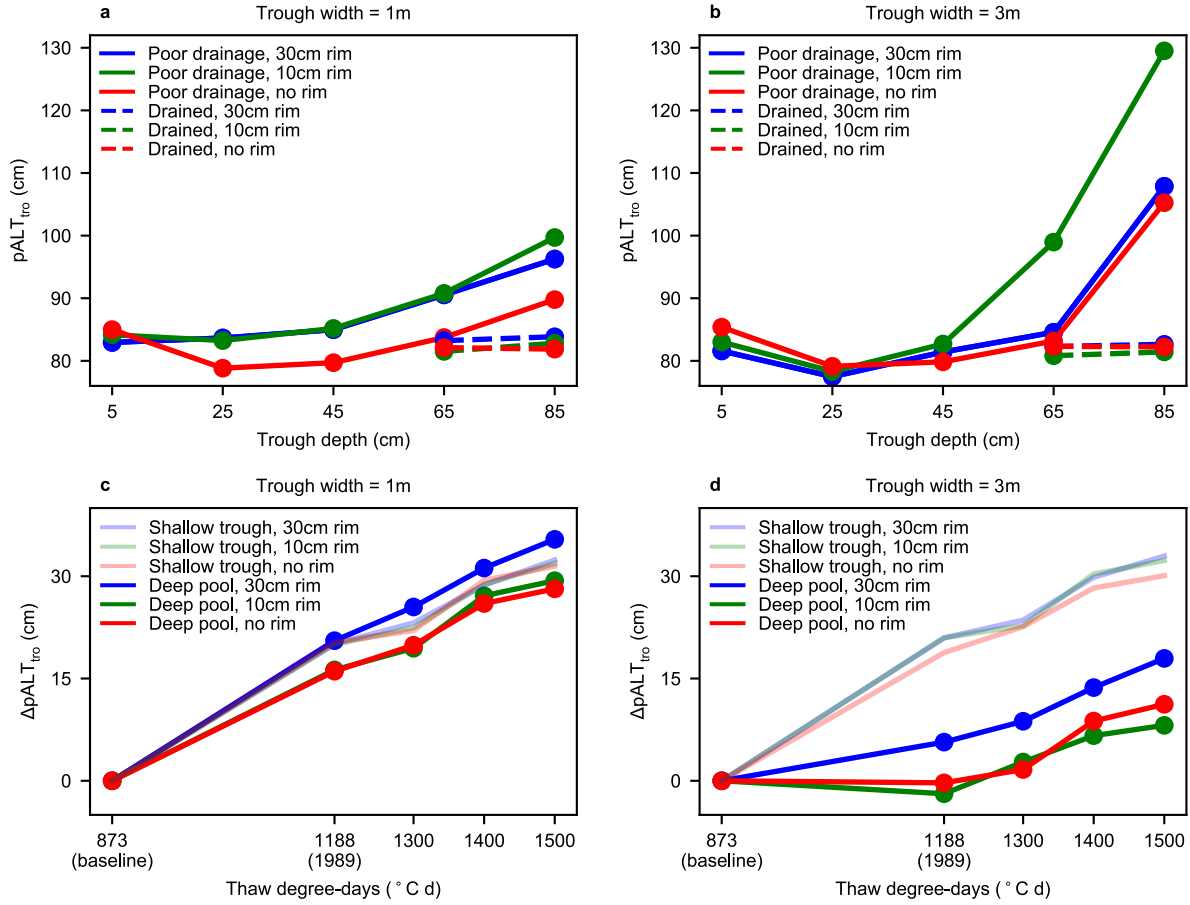 a
Trough width = 1m
130
120
110
100
90
80
pALTtro (cm)
Poor drainage, 30cm rim
Poor drainage, 10cm rim
Poor drainage, no rim
Drained, 30cm rim
Drained, 10cm rim
Drained, no rim
5 25 45 65 85
Trough depth (cm)
b
Trough width = 3m
130
120
110
100
90
80
pALTtro (cm)
Poor drainage, 30cm rim
Poor drainage, 10cm rim
Poor drainage, no rim
Drained, 30cm rim
Drained, 10cm rim
Drained, no rim
5 25 45 65 85
Trough depth (cm)
c
Trough width = 1m
30
15
0
ΔpALTtro (cm)
Shallow trough, 30cm rim
Shallow trough, 10cm rim
Shallow trough, no rim
Deep pool, 30cm rim
Deep pool, 10cm rim
Deep pool, no rim
873 1188 1300 1400 1500
(baseline) (1989)
Thaw degree-days (°C d)
d
Trough width = 3m
30
15
0
ΔpALTtro (cm)
Shallow trough, 30cm rim
Shallow trough, 10cm rim
Shallow trough, no rim
Deep pool, 30cm rim
Deep pool, 10cm rim
Deep pool, no rim
873 1188 1300 1400 1500
(baseline) (1989)
Thaw degree-days (°C d)